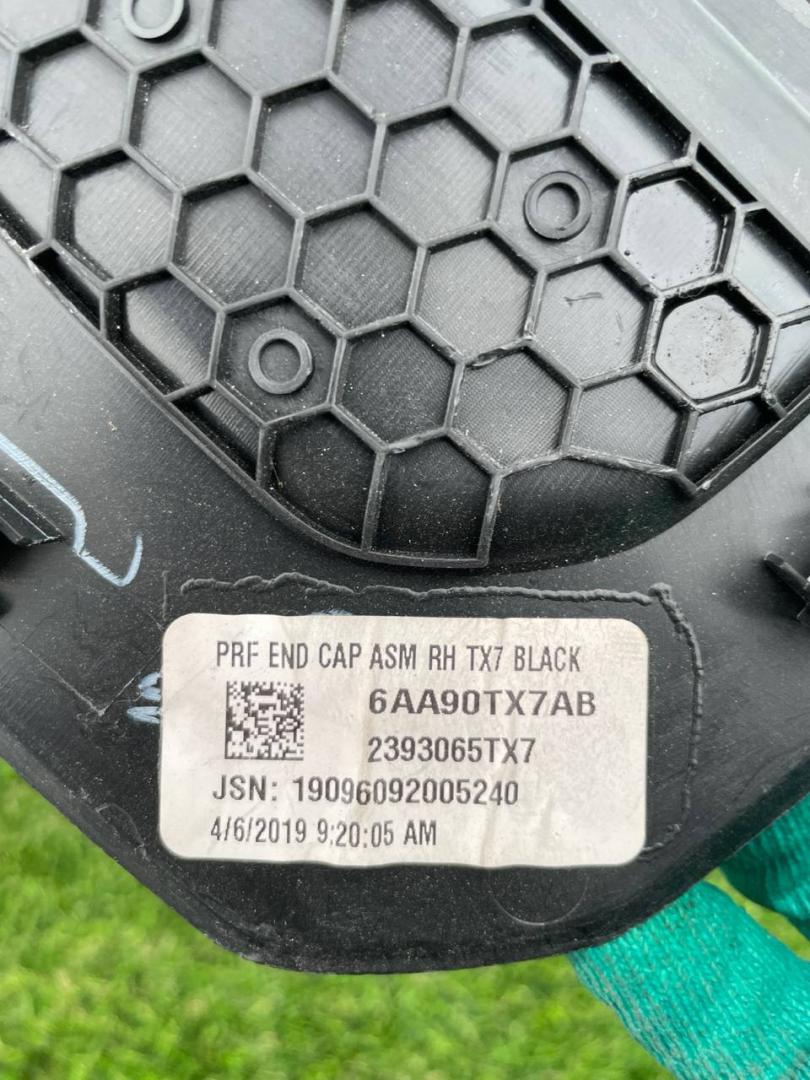 PRF END CAP ASM RH TX7 BLACK
6AA90TX7AB
2393065TX7
JSN: 19096092005240
4/6/2019 9:20:05 AM